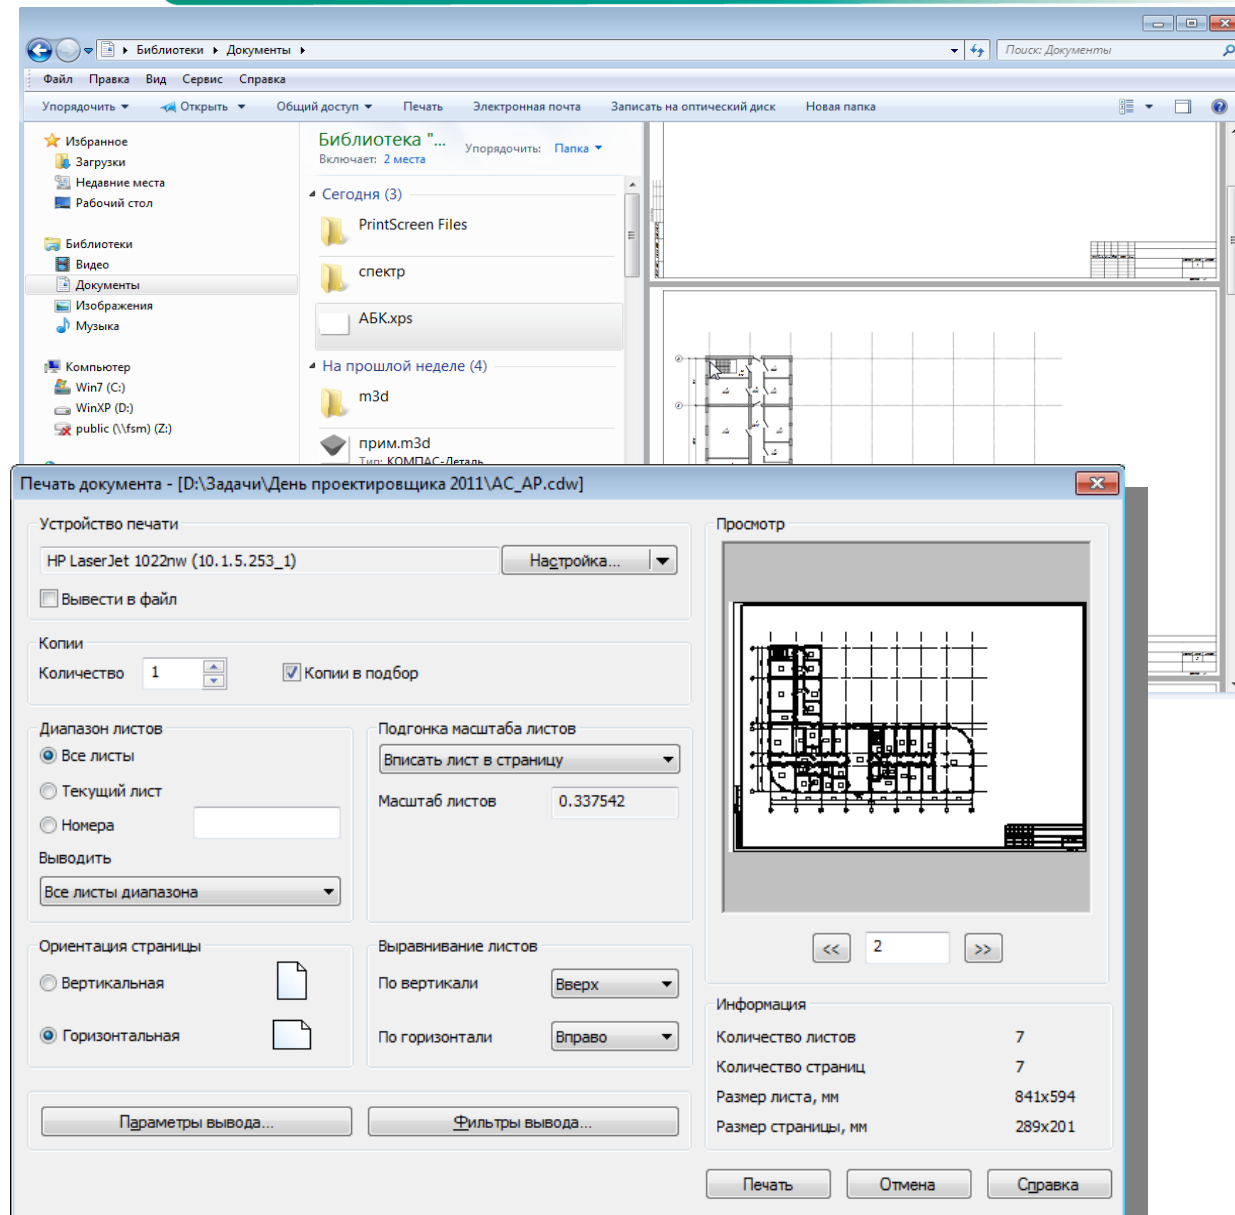 Библиотеки ▸ Документы ▸
Поиск: Документы
Файл Правка Вид Сервис Справка
Упорядочить Открыть Общий доступ Печать Электронная почта Записать на оптический диск Новая папка
Избранное
Загрузки
Недавние места
Рабочий стол
Библиотеки
Видео
Документы
Изображения
Музыка
Компьютер
Win7 (C:)
WinXP (D:)
public (\\fsm) (Z:)
Библиотека "...
Включает: 2 места
Упорядочить: Папка
Сегодня (3)
PrintScreen Files
спектр
АБК.xps
На прошлой неделе (4)
m3d
прим.m3d
Тип: КОМПАС-Деталь
Печать документа - [D:\Задачи\День проектировщика 2011\АС_АР.cdw]
Устройство печати
HP LaserJet 1022nw (10.1.5.253_1)
Настройка...
Вывести в файл
Копии
Количество 1
Копии в подбор
Диапазон листов
Все листы
Текущий лист
Номера
Выводить
Все листы диапазона
Подгонка масштаба листов
Вписать лист в страницу
Масштаб листов 0.337542
Ориентация страницы
Вертикальная
Горизонтальная
Выравнивание листов
По вертикали Вверх
По горизонтали Вправо
Параметры вывода...
Фильтры вывода...
Просмотр
<< 2 >>
Информация
Количество листов 7
Количество страниц 7
Размер листа, мм 841x594
Размер страницы, мм 289x201
Печать Отмена Справка